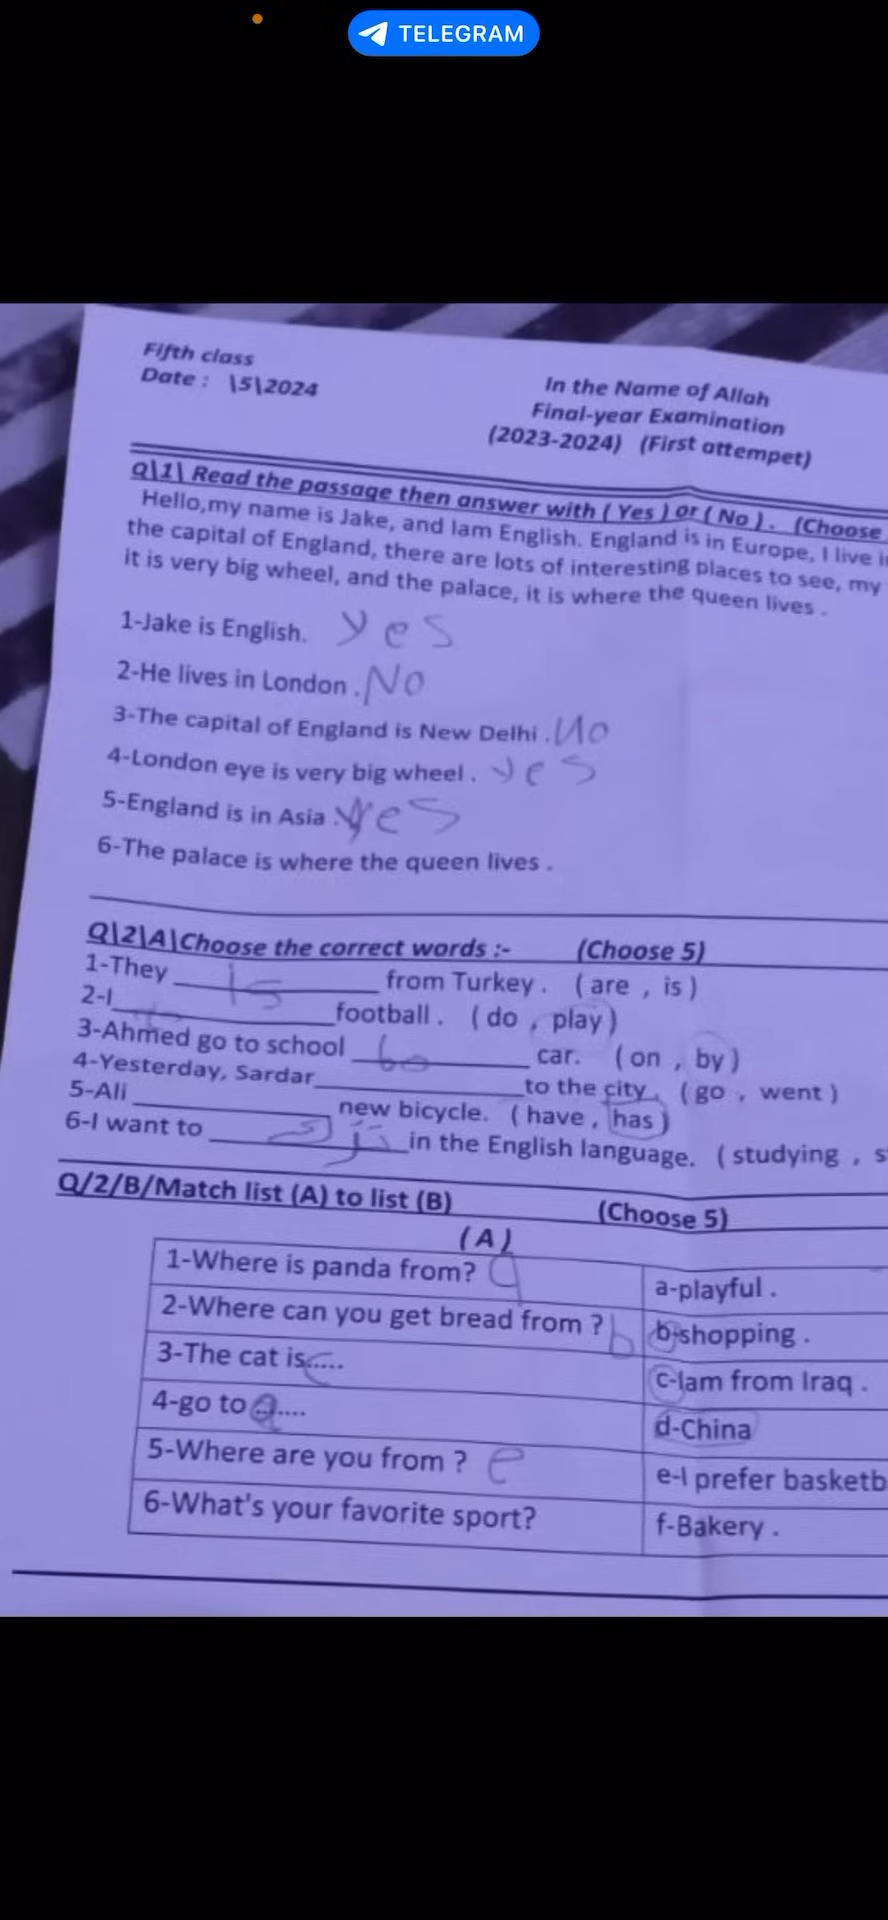 TELEGRAM
Fifth class
Date : \5\2024
In the Name of Allah
Final-year Examination
(2023-2024) (First attempet)
Q\1\ Read the passage then answer with ( Yes ) or ( No ) . (Choose
Hello,my name is Jake, and Iam English. England is in Europe, I live
the capital of England, there are lots of interesting places to see, my
it is very big wheel, and the palace, it is where the queen lives .
1-Jake is English. yes
2-He lives in London . No
3-The capital of England is New Delhi . No
4-London eye is very big wheel . yes
5-England is in Asia . yes
6-The palace is where the queen lives .
Q\2\A\Choose the correct words :- (Choose 5)
1-They is from Turkey . ( are , is )
2-I football . ( do , play )
3-Ahmed go to school car. ( on , by )
4-Yesterday, Sardar to the city . ( go , went )
5-Ali new bicycle. ( have , has )
6-I want to in the English language. ( studying ,
Q/2/B/Match list (A) to list (B) (Choose 5)
( A )
1-Where is panda from? a-playful .
2-Where can you get bread from ? b b-shopping .
3-The cat is..... c c-Iam from Iraq .
4-go to ..... d-China
5-Where are you from ? e e-I prefer
6-What's your favorite sport? f-Bakery .